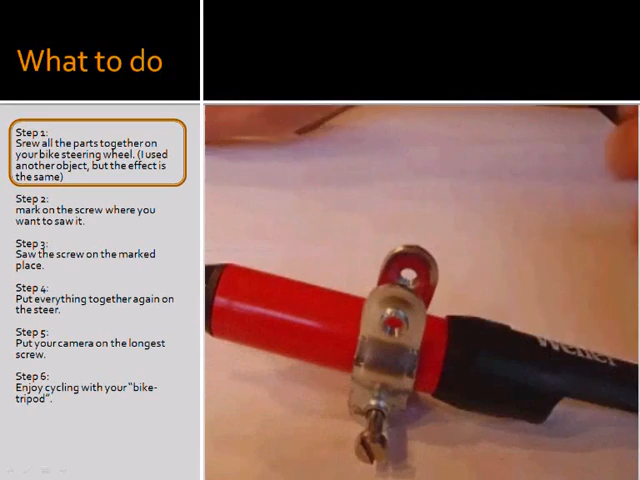 What to do
Step 1:
Srew all the parts together on
your bike steering wheel. (I used
another object, but the effect is
the same)
Step 2:
mark on the screw where you
want to saw it.
Step 3:
Saw the screw on the marked
place.
Step 4:
Put everything together again on
the steer.
Step 5:
Put your camera on the longest
screw.
Step 6:
Enjoy cycling with your "bike-
tripod".
Weller